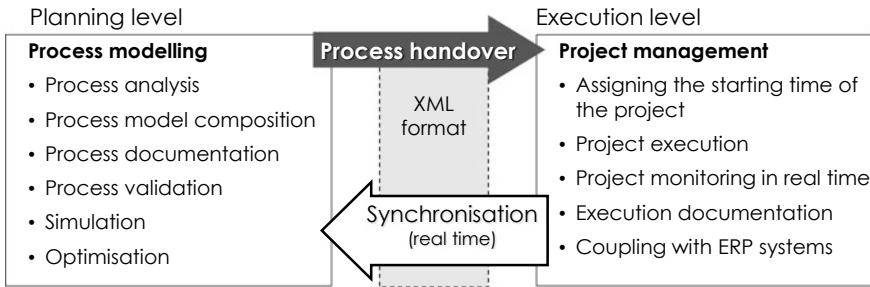 Planning level
Execution level
Process modelling
• Process analysis
• Process model composition
• Process documentation
• Process validation
• Simulation
• Optimisation
Process handover
XML
format
Synchronisation
(real time)
Project management
• Assigning the starting time of
the project
• Project execution
• Project monitoring in real time
• Execution documentation
• Coupling with ERP systems